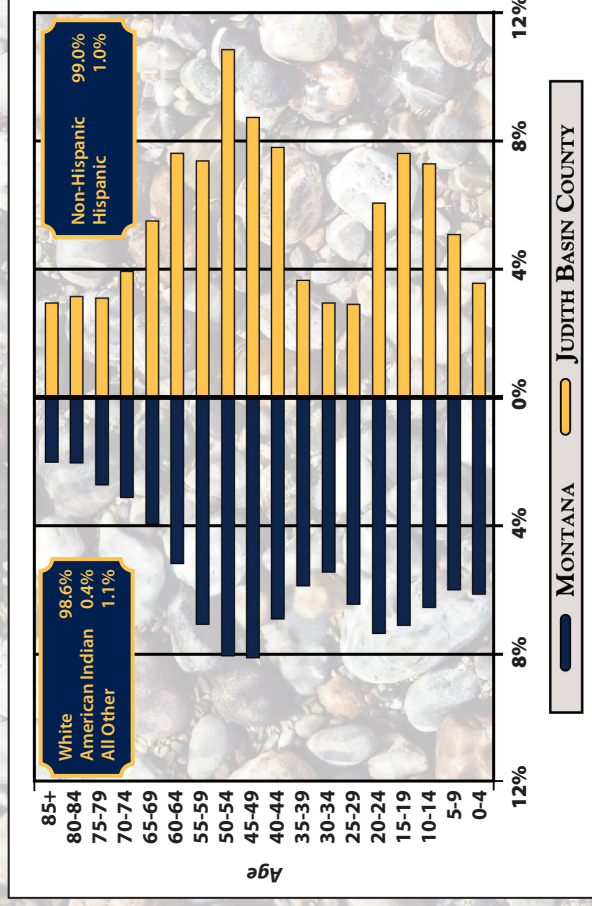 85+
80-84
75-79
70-74
65-69
60-64
55-59
50-54
45-49
40-44
35-39
30-34
25-29
20-24
15-19
10-14
5-9
0-4
Age
White 98.6%
American Indian 0.4%
All Other 1.1%
Non-Hispanic 99.0%
Hispanic 1.0%
12% 8% 4% 0% 4% 8% 12%
MONTANA JUDITH BASIN COUNTY